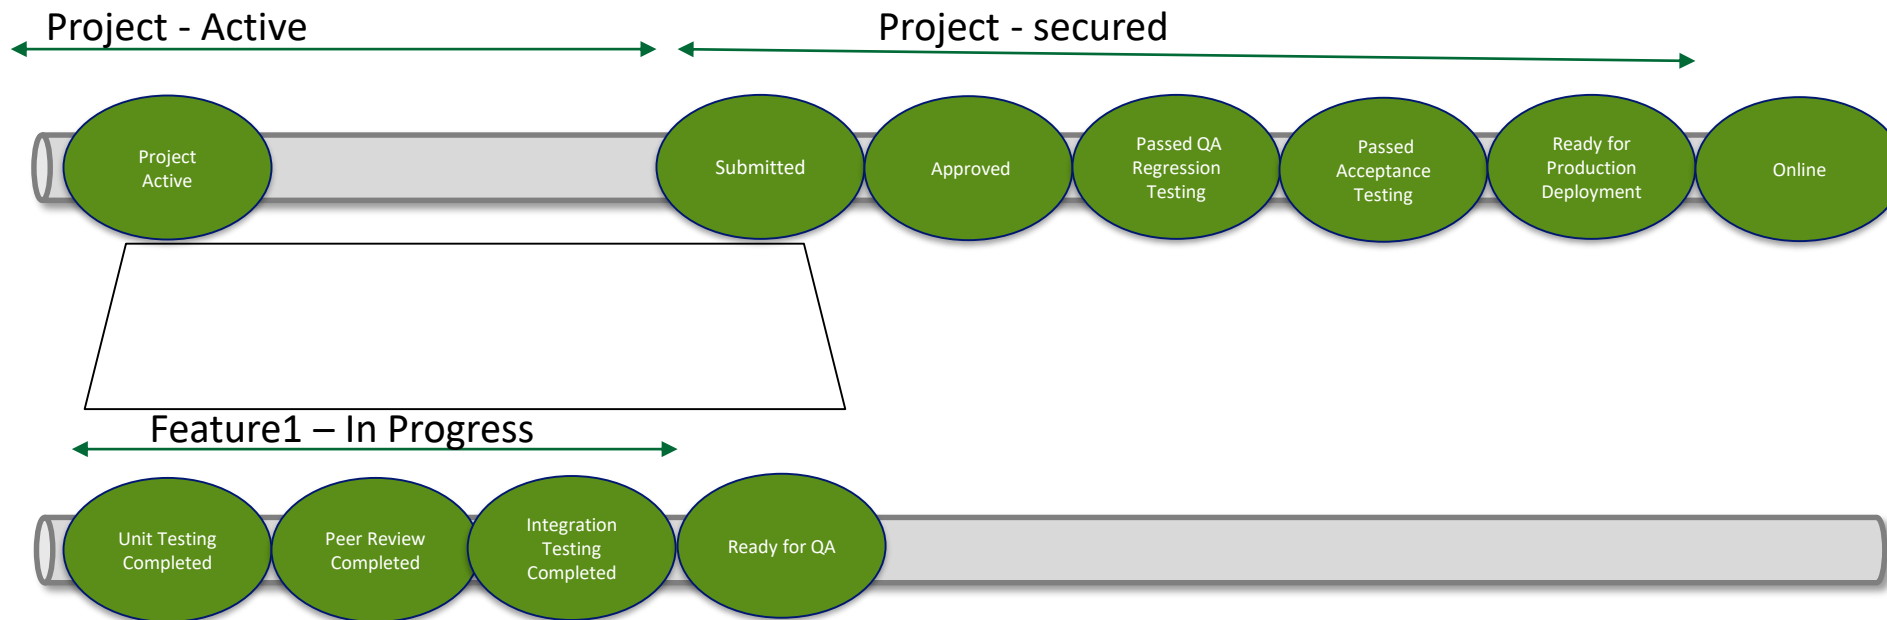 Project - Active
Project - secured
Project
Active
Submitted
Approved
Passed QA
Regression
Testing
Passed
Acceptance
Testing
Ready for
Production
Deployment
Online
Feature1 – In Progress
Unit Testing
Completed
Peer Review
Completed
Integration
Testing
Completed
Ready for QA